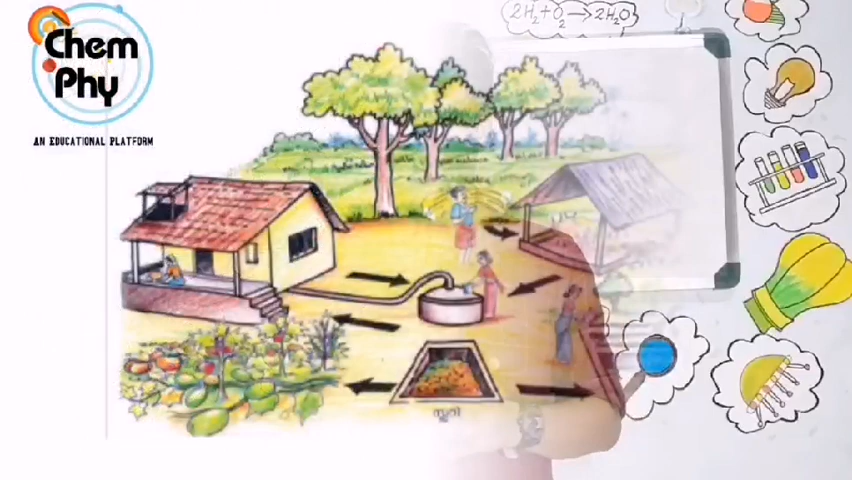 Chem
Phy
AN EDUCATIONAL PLATFORM
2H₂+O₂→2H₂O